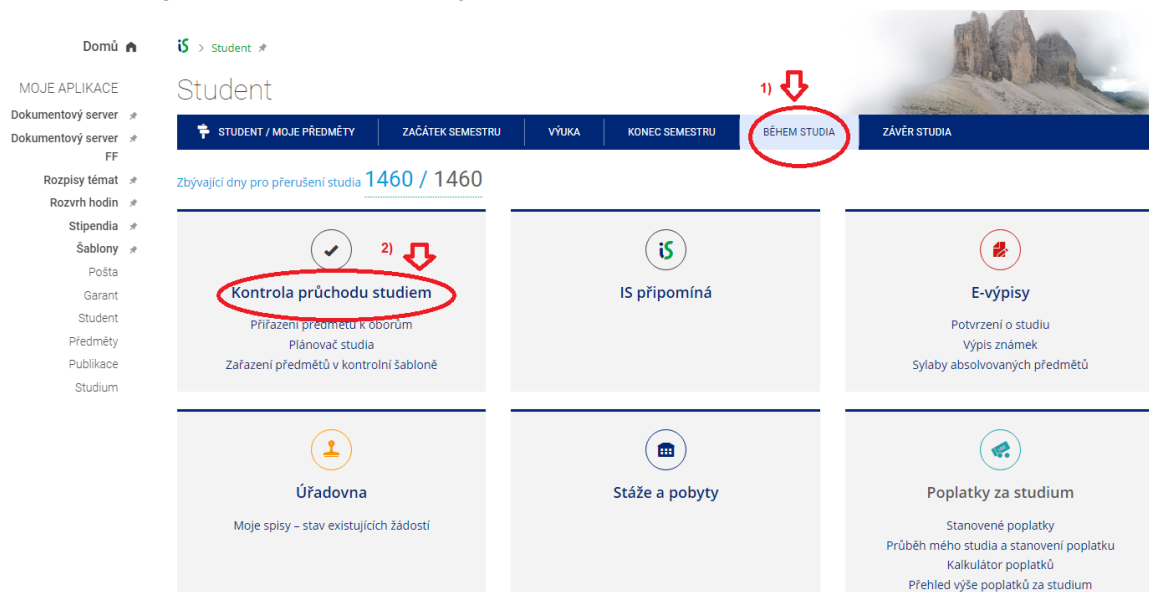 Domů
MOJE APLIKACE
Dokumentový server
Dokumentový server FF
Rozpisy témat
Rozvrh hodin
Stipendia
Šablony
Pošta
Garant
Student
Předměty
Publikace
Studium
iS > Student
Student
1)
STUDENT / MOJE PŘEDMĚTY ZAČÁTEK SEMESTRU VÝUKA KONEC SEMESTRU BĚHEM STUDIA ZÁVĚR STUDIA
Zbývající dny pro přerušení studia 1460 / 1460
2)
Kontrola průchodu studiem
Přiřazení předmětů k oborům
Plánovač studia
Zařazení předmětů v kontrolní šabloně
iS
IS připomíná
E-výpisy
Potvrzení o studiu
Výpis známek
Sylaby absolvovaných předmětů
Úřadovna
Moje spisy – stav existujících žádostí
Stáže a pobyty
Poplatky za studium
Stanovené poplatky
Průběh mého studia a stanovení poplatku
Kalkulátor poplatků
Přehled výše poplatků za studium